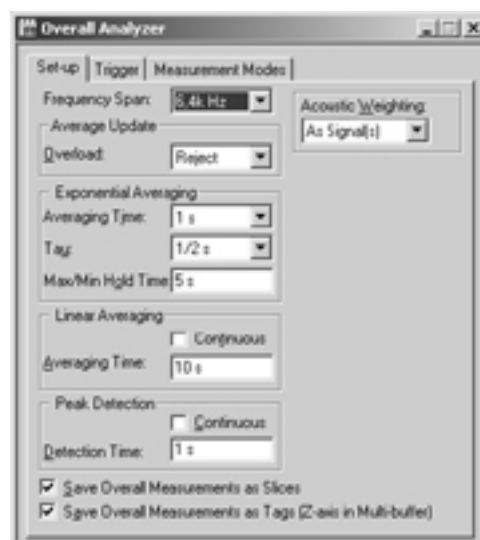 Overall Analyzer
Set-up Trigger Measurement Modes
Frequency Span: 6.4k Hz
Acoustic Weighting:
As Signal(s)
Average Update
Overload: Reject
Exponential Averaging
Averaging Time: 1 s
Tay: 1/2 s
Max/Min Hold Time 5 s
Linear Averaging
Continuous
Averaging Time: 10 s
Peak Detection
Continuous
Detection Time: 1 s
Save Overall Measurements as Slices
Save Overall Measurements as Tags (Z-axis in Multi-buffer)